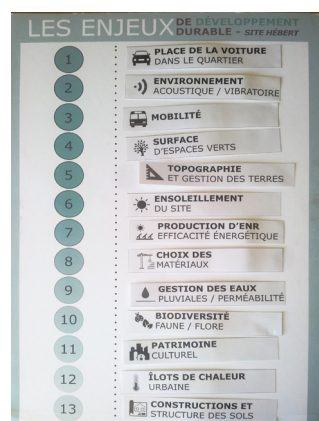 LES ENJEUX DE DÉVELOPPEMENT
DURABLE - SITE HÉBERT
1 PLACE DE LA VOITURE
DANS LE QUARTIER
2 ENVIRONNEMENT
ACOUSTIQUE / VIBRATOIRE
3 MOBILITÉ
4 SURFACE
D'ESPACES VERTS
5 TOPOGRAPHIE
ET GESTION DES TERRES
6 ENSOLEILLEMENT
DU SITE
7 PRODUCTION D'ENR
EFFICACITÉ ÉNERGÉTIQUE
8 CHOIX DES
MATÉRIAUX
9 GESTION DES EAUX
PLUVIALES / PERMÉABILITÉ
10 BIODIVERSITÉ
FAUNE / FLORE
11 PATRIMOINE
CULTUREL
12 ÎLOTS DE CHALEUR
URBAINE
13 CONSTRUCTIONS ET
STRUCTURE DES SOLS